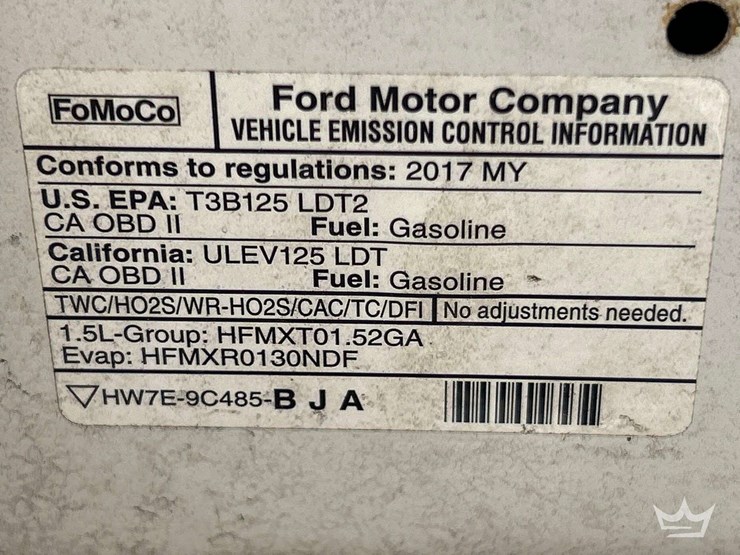 FoMoCo
Ford Motor Company
VEHICLE EMISSION CONTROL INFORMATION
Conforms to regulations: 2017 MY
U.S. EPA: T3B125 LDT2
CA OBD II Fuel: Gasoline
California: ULEV125 LDT
CA OBD II Fuel: Gasoline
TWC/HO2S/WR-HO2S/CAC/TC/DFI No adjustments needed.
1.5L-Group: HFMXT01.52GA
Evap: HFMXR0130NDF
HW7E-9C485-B J A